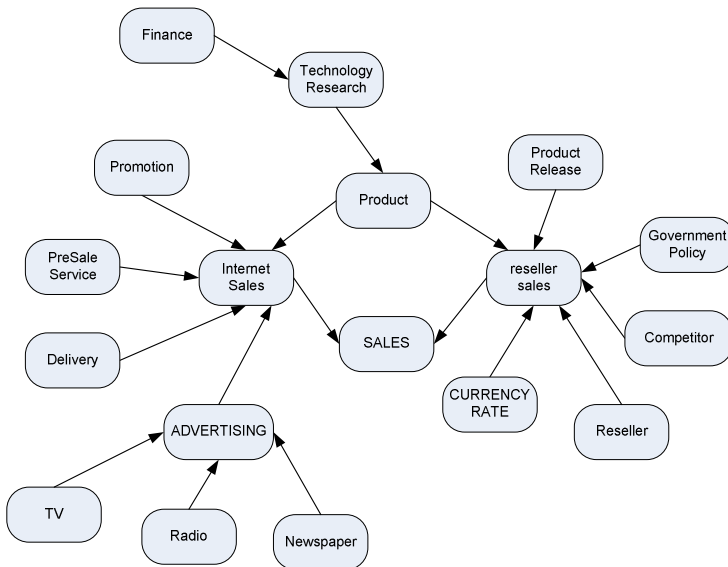 Finance
Technology
Research
Promotion
Product
Product
Release
PreSale
Service
Internet
Sales
reseller
sales
Government
Policy
Delivery
SALES
Competitor
CURRENCY
RATE
ADVERTISING
Reseller
TV
Radio
Newspaper